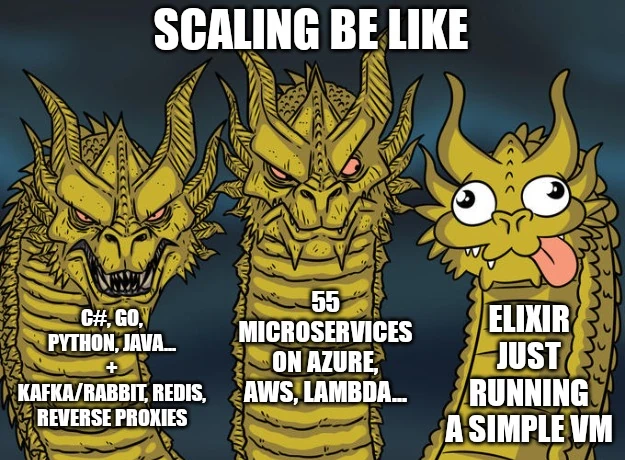 SCALING BE LIKE
C#, GO,
PYTHON, JAVA...
+
KAFKA/RABBIT, REDIS,
REVERSE PROXIES
55
MICROSERVICES
ON AZURE,
AWS, LAMBDA...
ELIXIR
JUST
RUNNING
A SIMPLE VM